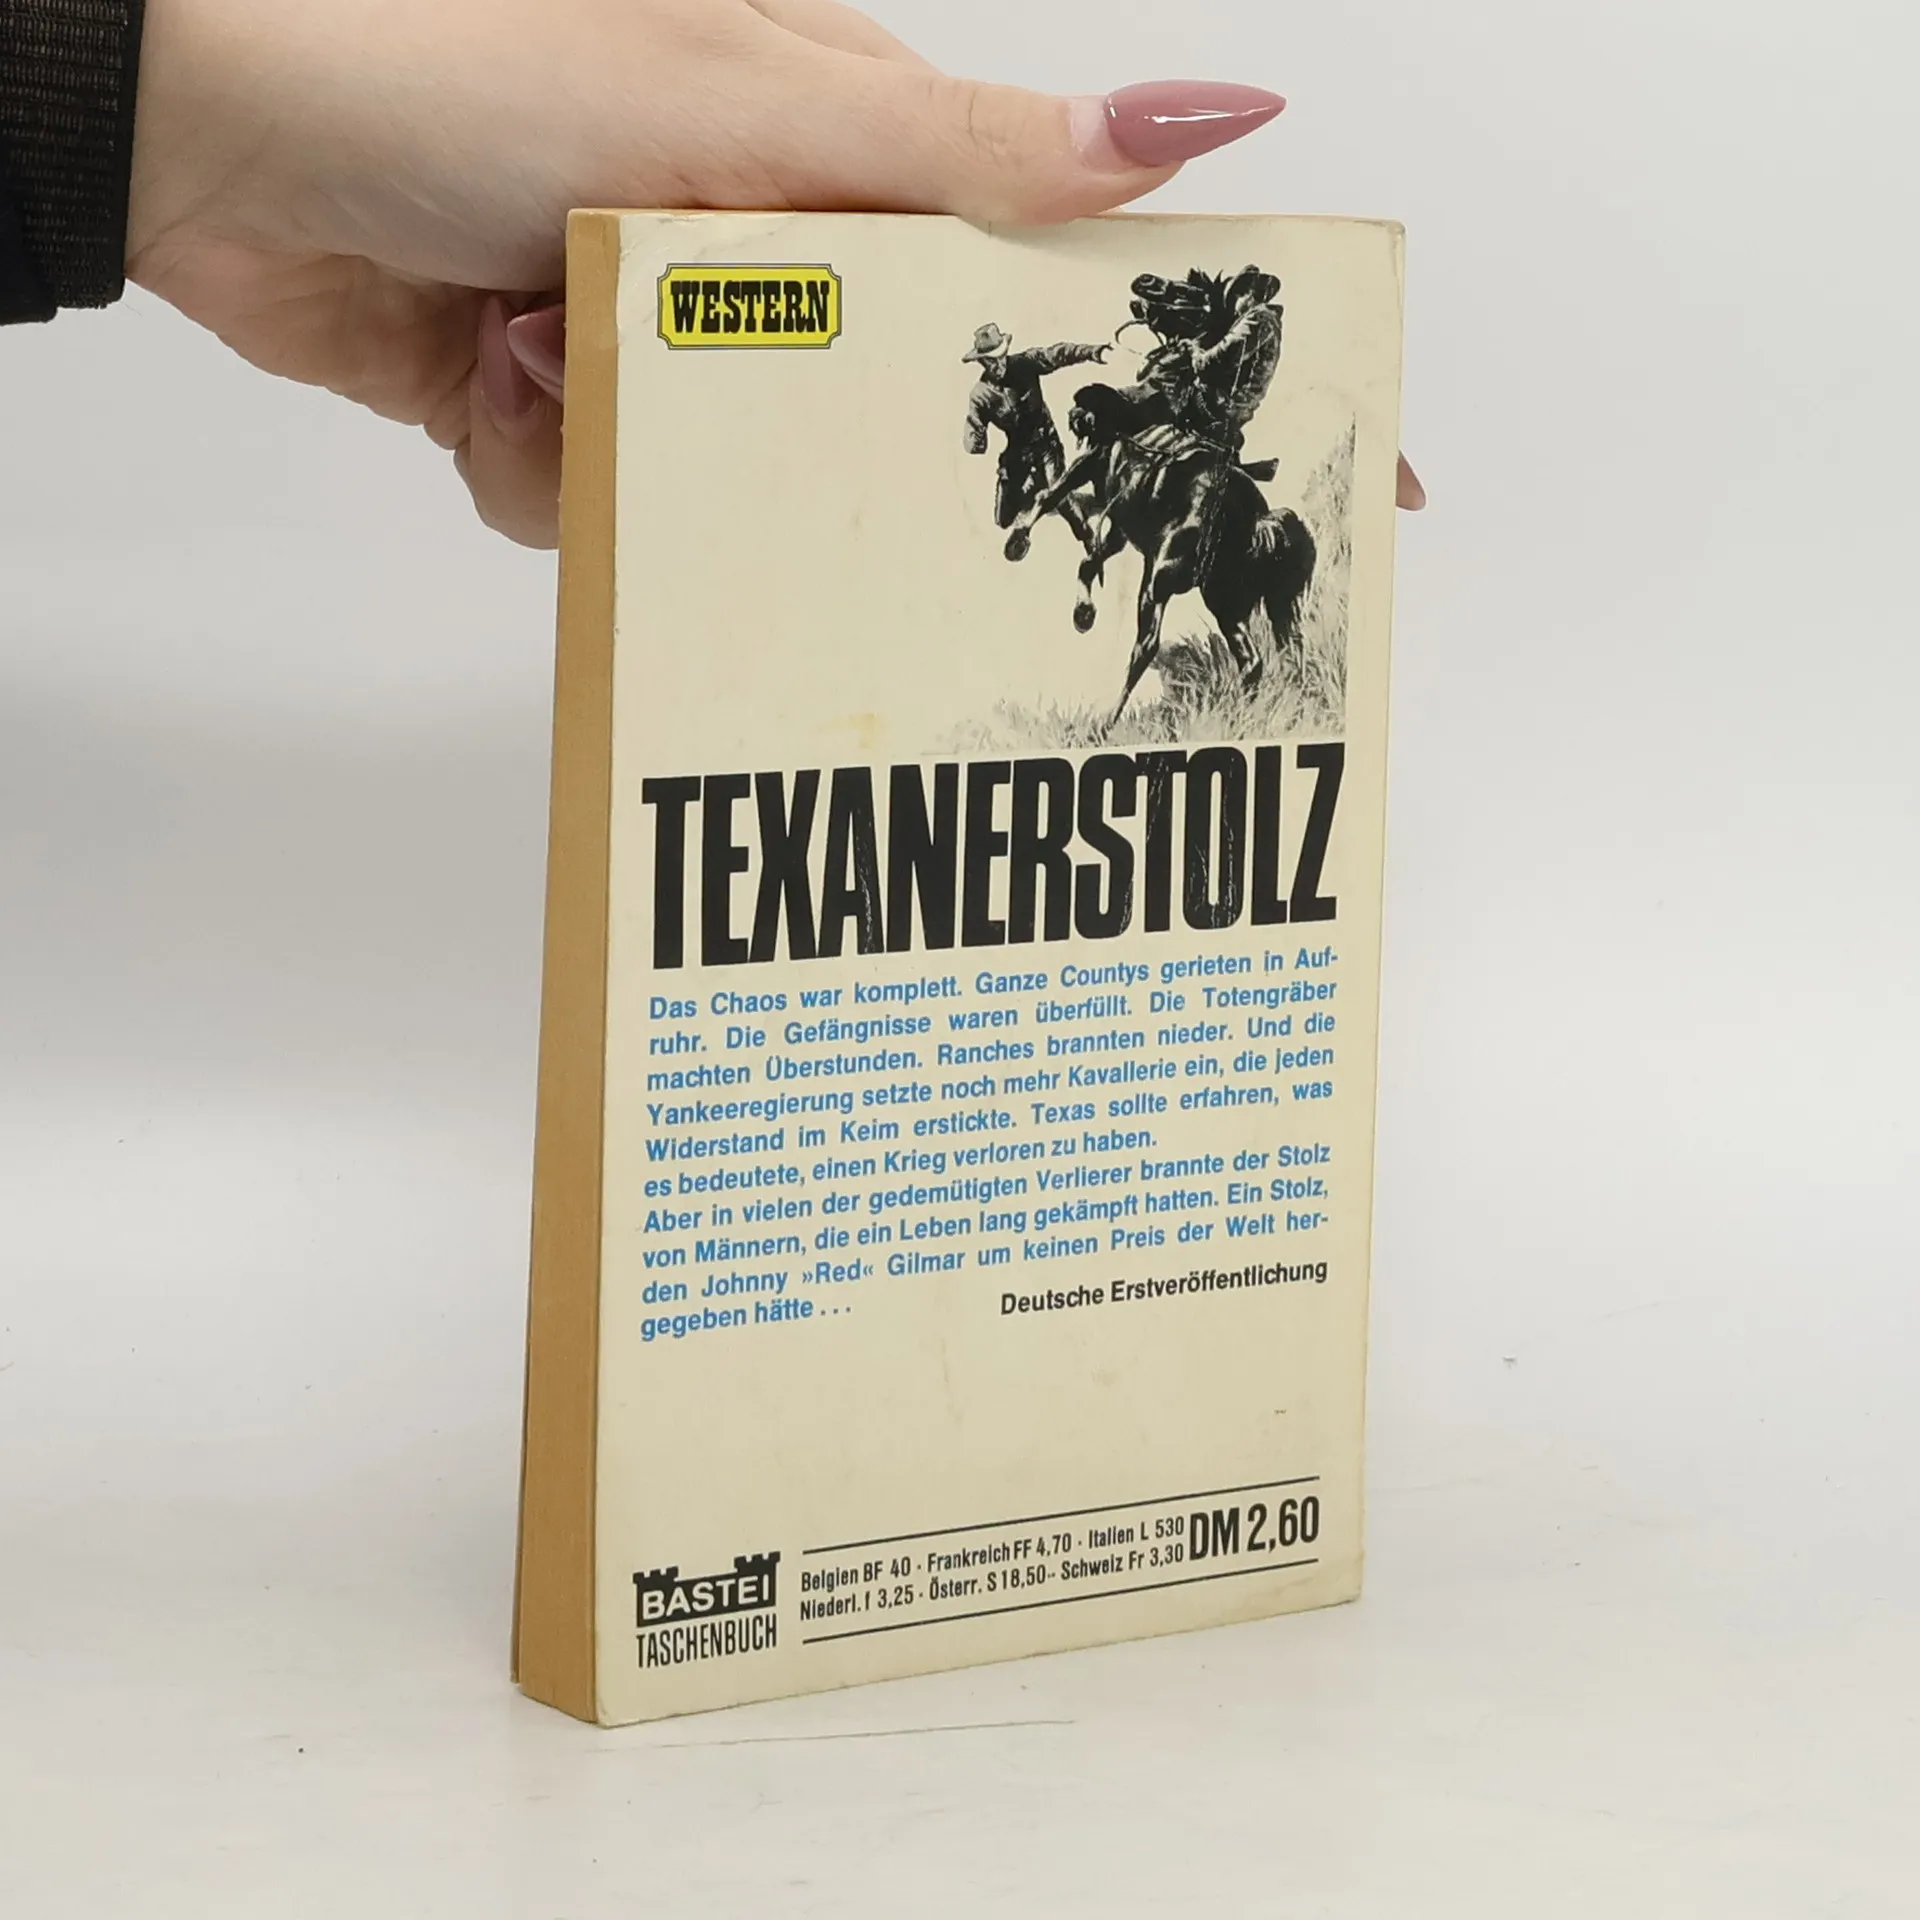 WESTERN
TEXANERSTOLZ
Das Chaos war komplett. Ganze Countys gerieten in Auf-
ruhr. Die Gefängnisse waren überfüllt. Die Totengräber
machten Überstunden. Ranches brannten nieder. Und die
Yankeeregierung setzte noch mehr Kavallerie ein, die jeden
Widerstand im Keim erstickte. Texas sollte erfahren, was
es bedeutete, einen Krieg verloren zu haben.
Aber in vielen der gedemütigten Verlierer brannte der Stolz
von Männern, die ein Leben lang gekämpft hatten. Ein Stolz,
den Johnny »Red« Gilmar um keinen Preis der Welt her-
gegeben hätte . . .
Deutsche Erstveröffentlichung
BASTEI
TASCHENBUCH
Belgien BF 40 · Frankreich FF 4,70 · Italien L 530
Niederl. f 3,25 · Österr. S 18,50 · Schweiz Fr 3,30
DM 2,60